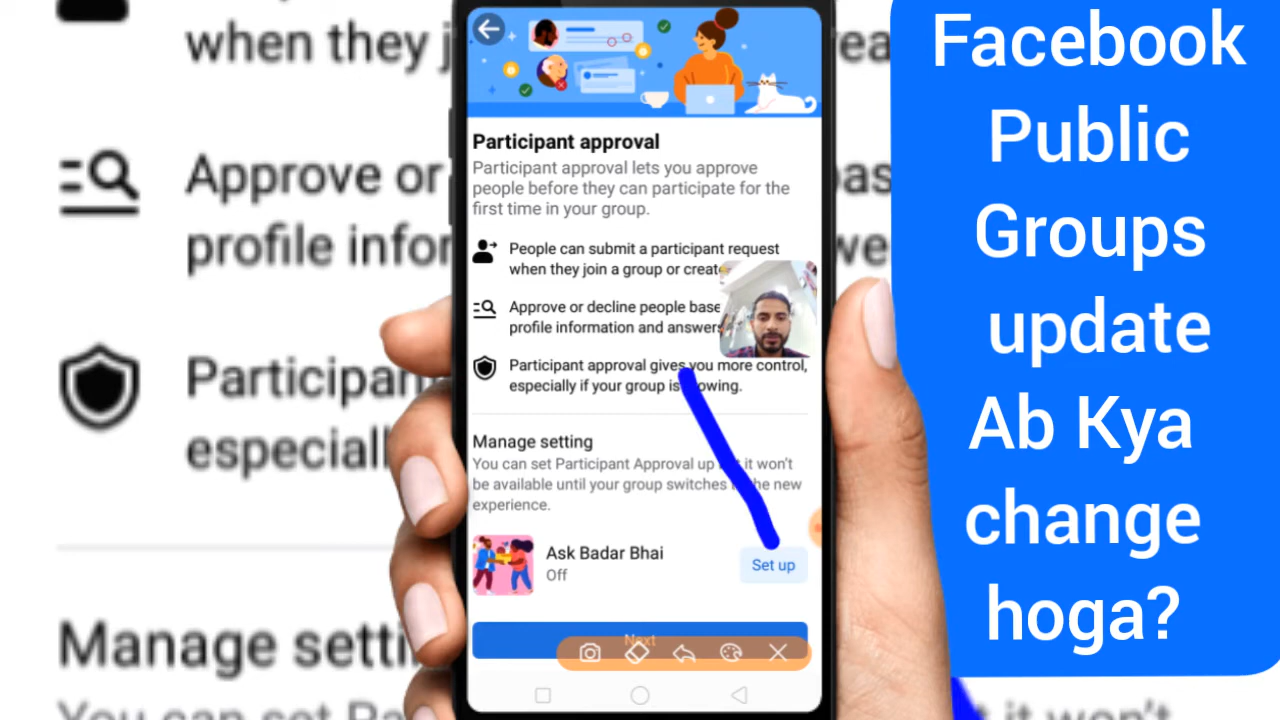 when they j
Approve or
profile infor
Participan
especiall
Manage setti
Participant approval
Participant approval lets you approve
people before they can participate for the
first time in your group.
People can submit a participant request
when they join a group or create
Approve or decline people base
profile information and answers
Participant approval gives you more control,
especially if your group is growing.
Manage setting
You can set Participant Approval up but it won't
be available until your group switches to the new
experience.
Ask Badar Bhai
Off
Set up
Next
Facebook
Public
Groups
update
Ab Kya
change
hoga?